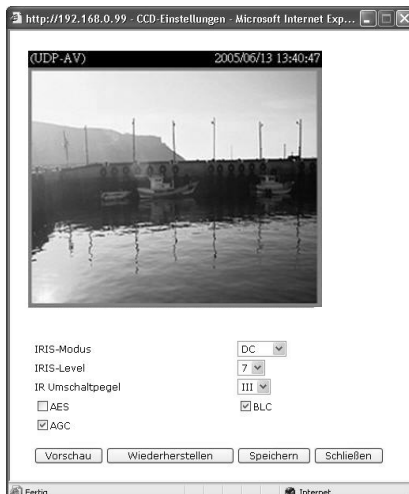 http://192.168.0.99 - CCD-Einstellungen - Microsoft Internet Exp...
(UDP-AV) 2005/06/13 13:40:47
IRIS-Modus DC
IRIS-Level 7
IR Umschaltpegel III
AES BLC
AGC
Vorschau Wiederherstellen Speichern Schließen
Fertig Internet